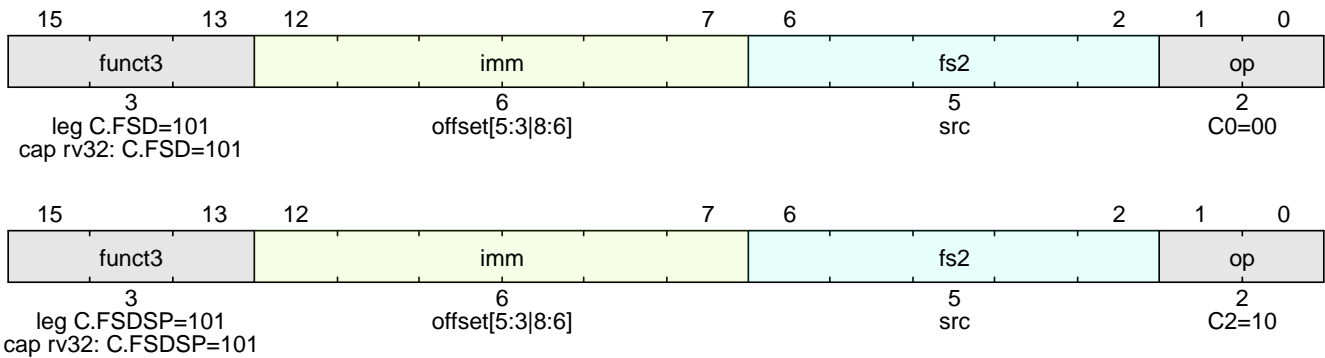 15 13 12 7 6 2 1 0
funct3 imm fs2 op
3 6 5 2
leg C.FSD=101 offset[5:3|8:6] src C0=00
cap rv32: C.FSD=101
15 13 12 7 6 2 1 0
funct3 imm fs2 op
3 6 5 2
leg C.FSDSP=101 offset[5:3|8:6] src C2=10
cap rv32: C.FSDSP=101